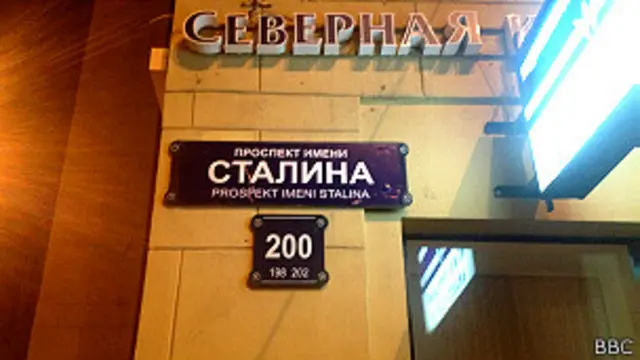 СЕВЕРНАЯ
ПРОСПЕКТ ИМЕНИ
СТАЛИНА
PROSPEKT IMENI STALINA
200
198 202
BBC